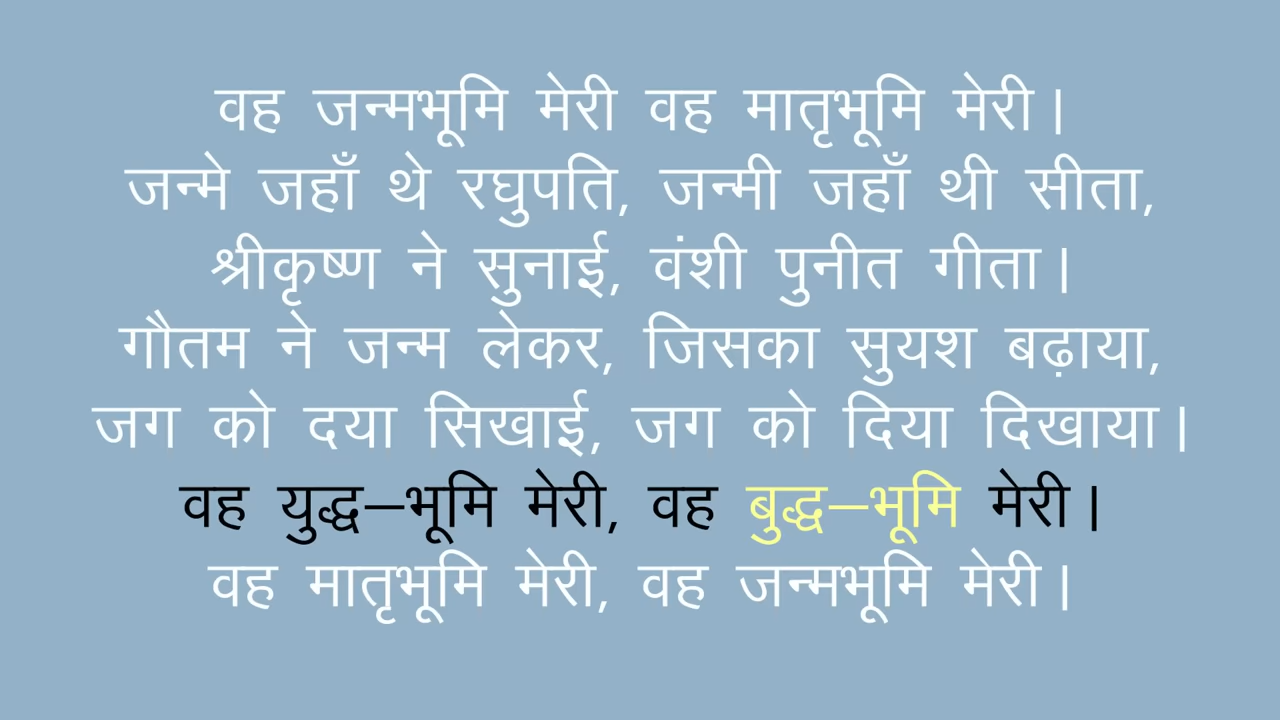 वह जन्मभूमि मेरी वह मातृभूमि मेरी।
जन्मे जहाँ थे रघुपति, जन्मी जहाँ थी सीता,
श्रीकृष्ण ने सुनाई, वंशी पुनीत गीता।
गौतम ने जन्म लेकर, जिसका सुयश बढ़ाया,
जग को दया सिखाई, जग को दिया दिखाया।
वह युद्ध–भूमि मेरी, वह बुद्ध–भूमि मेरी।
वह मातृभूमि मेरी, वह जन्मभूमि मेरी।